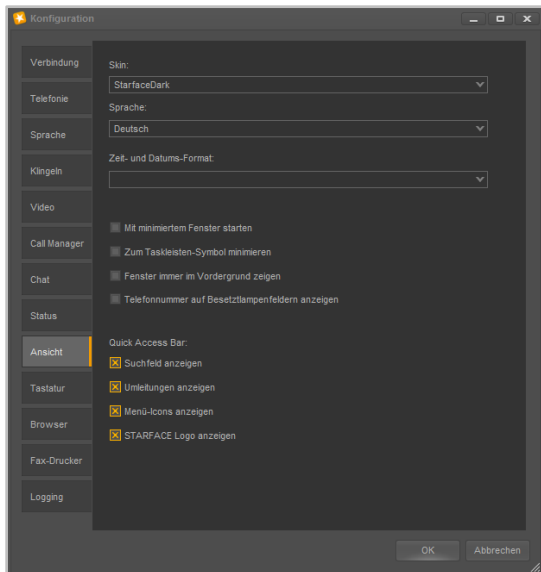 Konfiguration
Verbindung
Telefonie
Sprache
Klingeln
Video
Call Manager
Chat
Status
Ansicht
Tastatur
Browser
Fax-Drucker
Logging
Skin:
StarfaceDark
Sprache:
Deutsch
Zeit- und Datums-Format:
Mit minimiertem Fenster starten
Zum Taskleisten-Symbol minimieren
Fenster immer im Vordergrund zeigen
Telefonnummer auf Besetztlampenfeldern anzeigen
Quick Access Bar:
Suchfeld anzeigen
Umleitungen anzeigen
Menü-Icons anzeigen
STARFACE Logo anzeigen
OK
Abbrechen